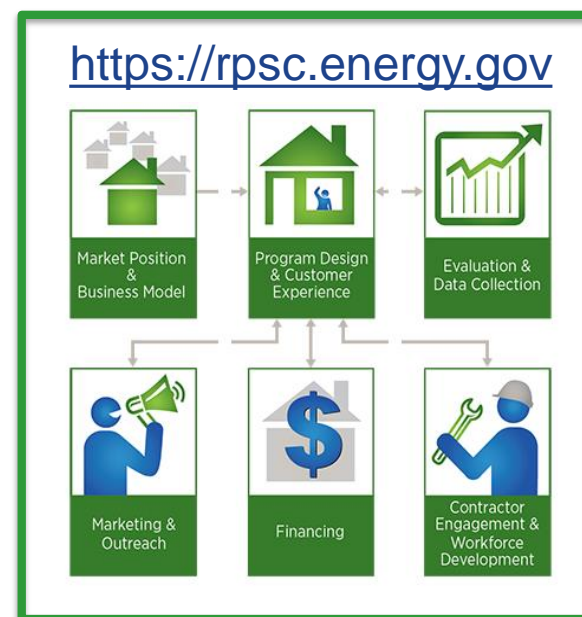 https://rpsc.energy.gov
Market Position
&
Business Model
Program Design
& Customer
Experience
Evaluation &
Data Collection
Marketing &
Outreach
$
Financing
Contractor
Engagement &
Workforce
Development